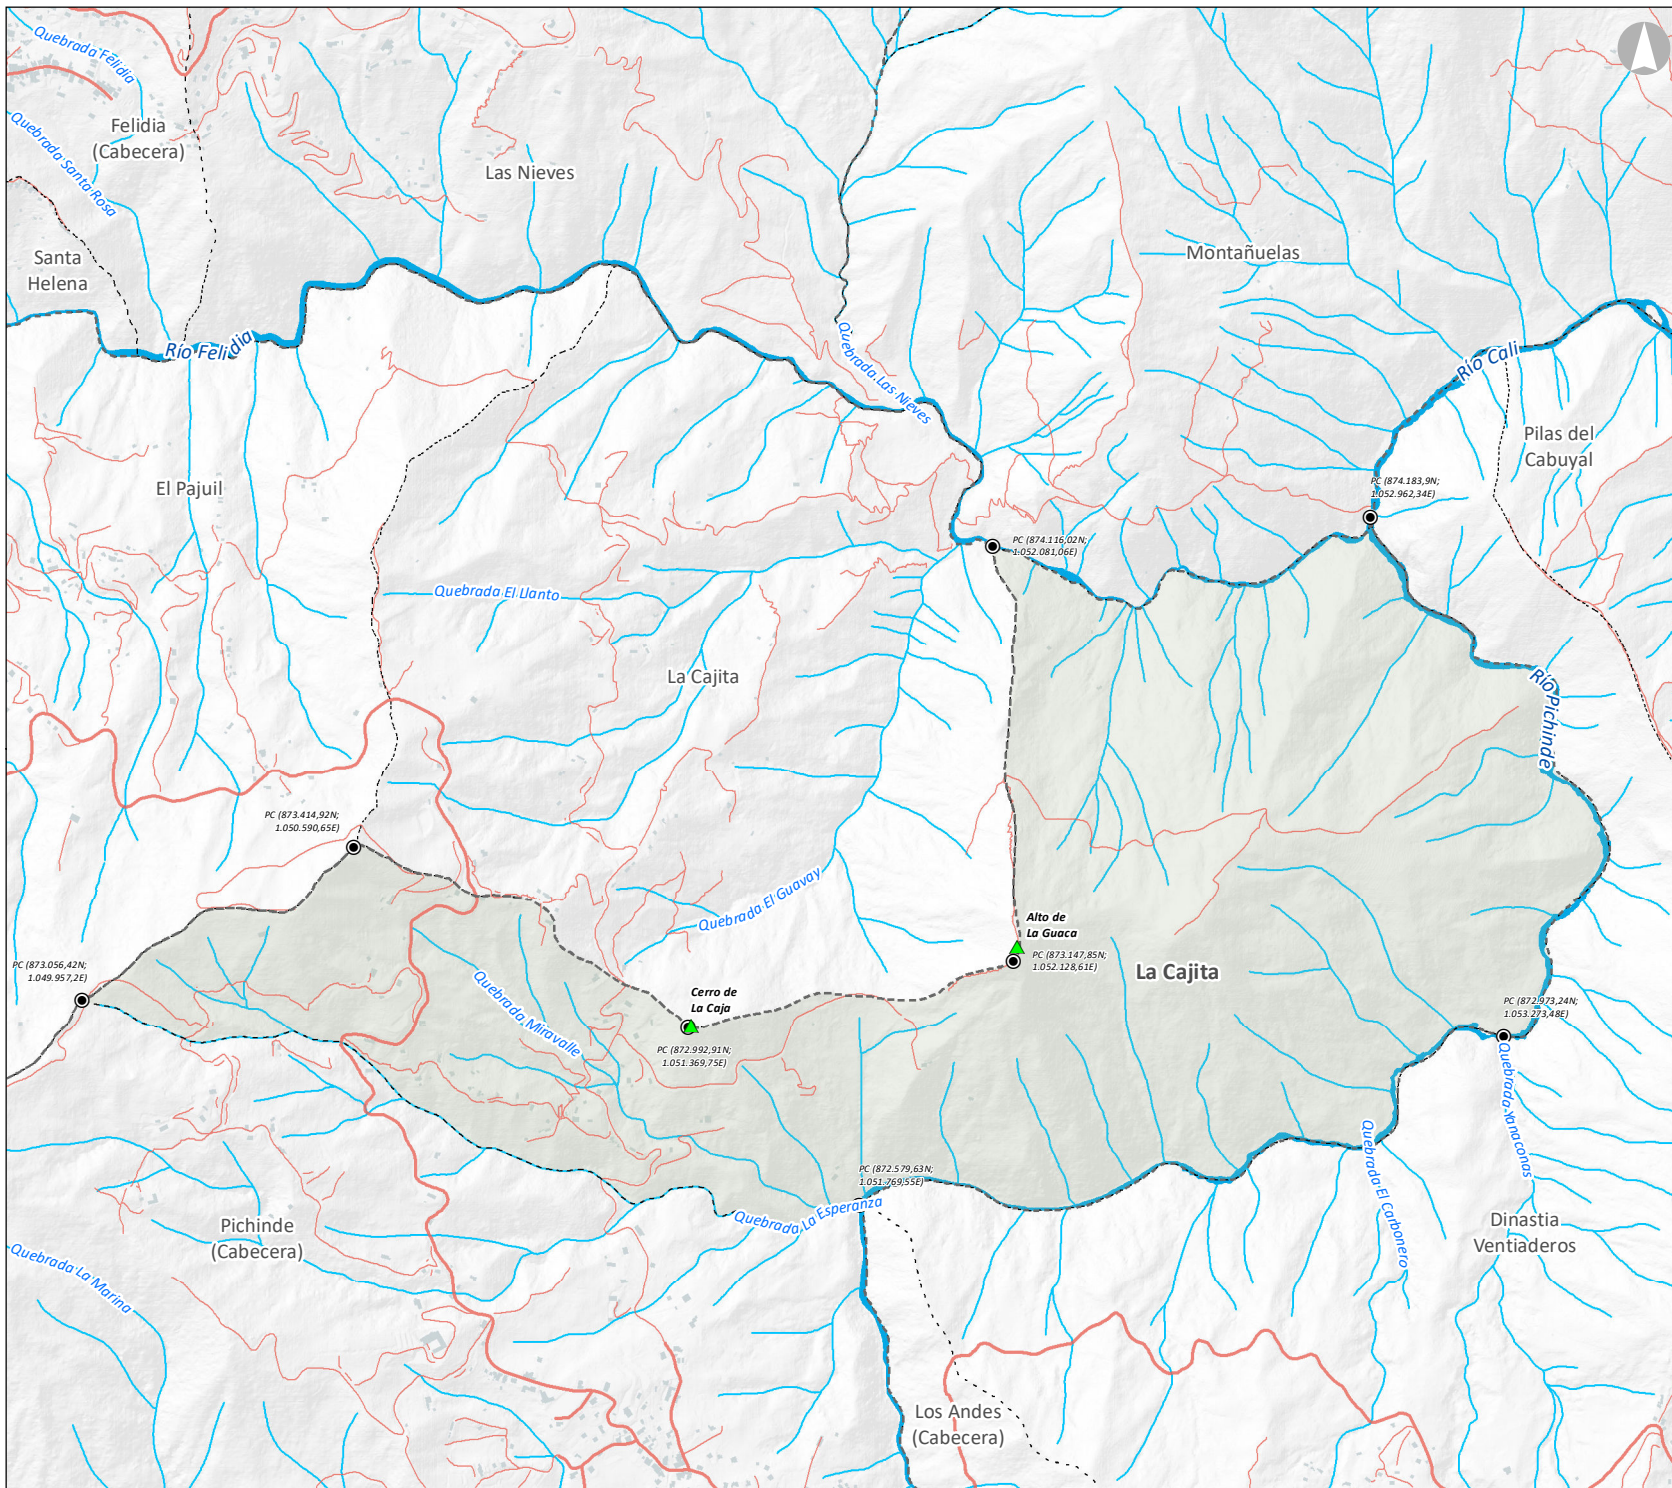 Quebrada Felidia
Felidia
(Cabecera)
Quebrada Santa Rosa
Las Nieves
Santa
Helena
Montañuelas
Río Felidia
Quebrada Las Nieves
Río Cali
Pilas del
Cabuyal
El Pajuil
PC (874.183,9N;
1.052.962,34E)
PC (874.116,02N;
1.052.081,06E)
Quebrada El Llanto
La Cajita
Río Pichinde
PC (873.414,92N;
1.050.590,65E)
Quebrada El Guavay
Alto de
La Guaca
PC (873.147,85N;
1.052.128,61E)
La Cajita
PC (873.056,42N;
1.049.957,2E)
Quebrada Miravalle
Cerro de
La Caja
PC (872.992,91N;
1.051.369,75E)
PC (872.973,24N;
1.053.273,48E)
Quebrada Yanaconas
Quebrada El Carbonero
PC (872.579,63N;
1.051.769,55E)
Quebrada La Esperanza
Pichinde
(Cabecera)
Dinastia
Ventiaderos
Quebrada La Marina
Los Andes
(Cabecera)